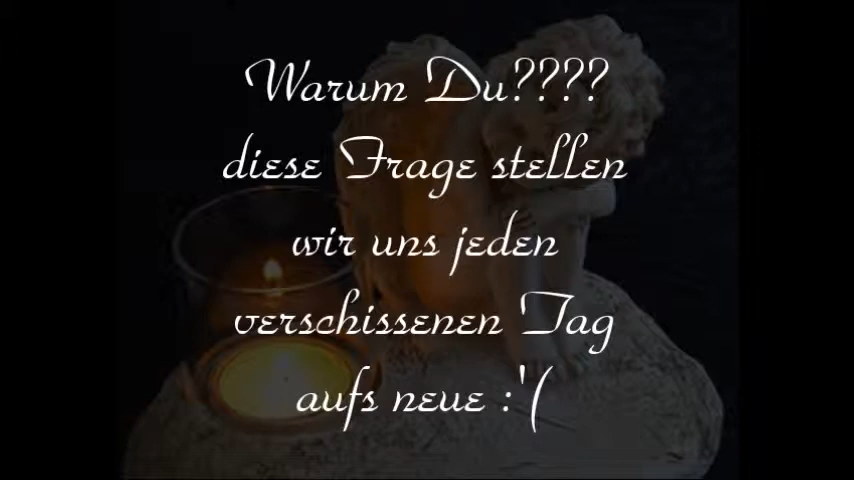 Warum Du????
diese Frage stellen
wir uns jeden
verschissenen Tag
aufs neue :'(